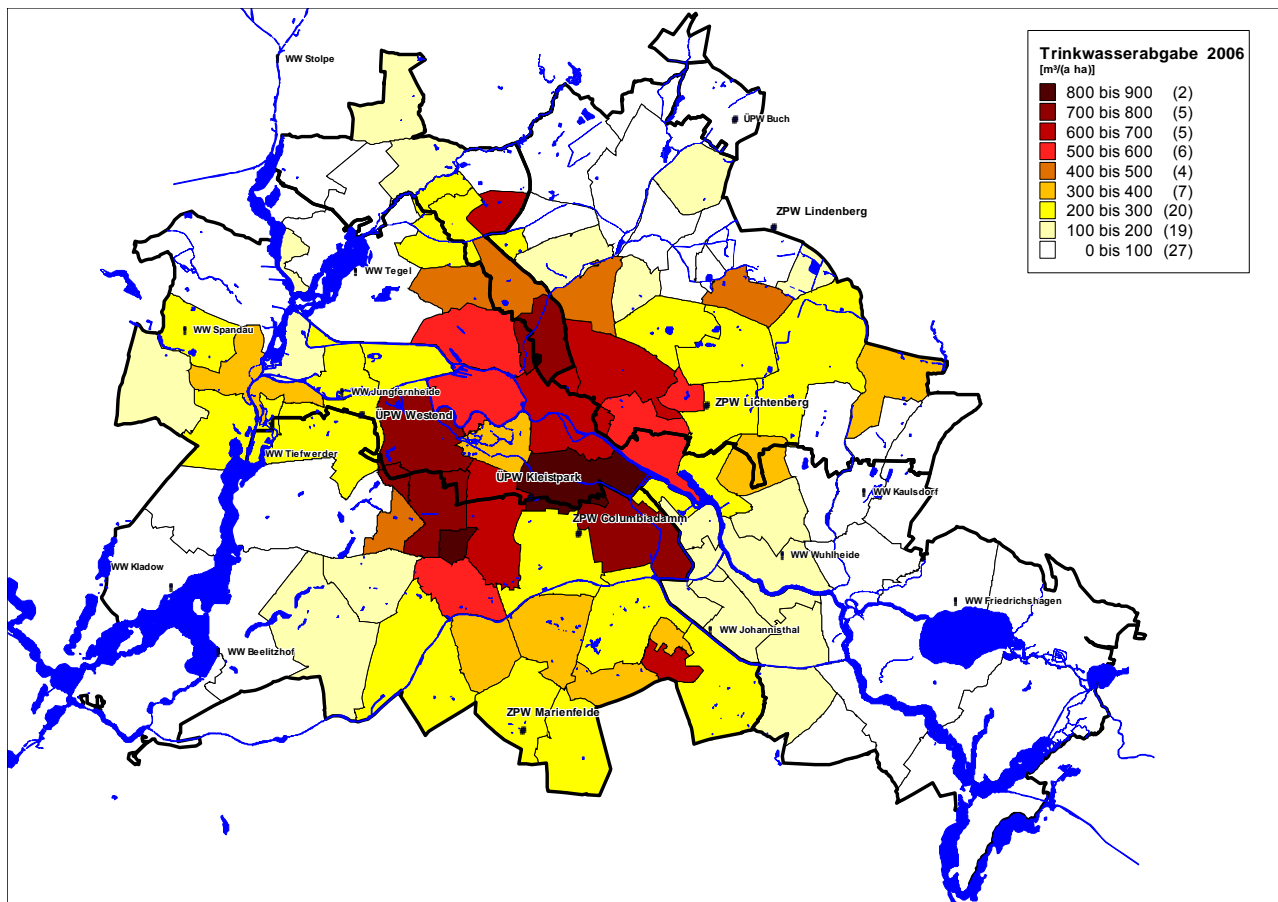 Trinkwasserabgabe 2006
[m³/(a ha)]
800 bis 900 (2)
700 bis 800 (5)
600 bis 700 (5)
500 bis 600 (6)
400 bis 500 (4)
300 bis 400 (7)
200 bis 300 (20)
100 bis 200 (19)
0 bis 100 (27)
WW Stolpe
ÜPW Buch
ZPW Lindenberg
WW Tegel
WW Spandau
WW Jungfernheide
ZPW Lichtenberg
ÜPW Westend
WW Tiefwerder
ÜPW Kleistpark
WW Kaulsdorf
ZPW Columbiadamm
WW Wuhlheide
WW Kladow
WW Friedrichshagen
WW Johannisthal
WW Beelitzhof
ZPW Marienfelde